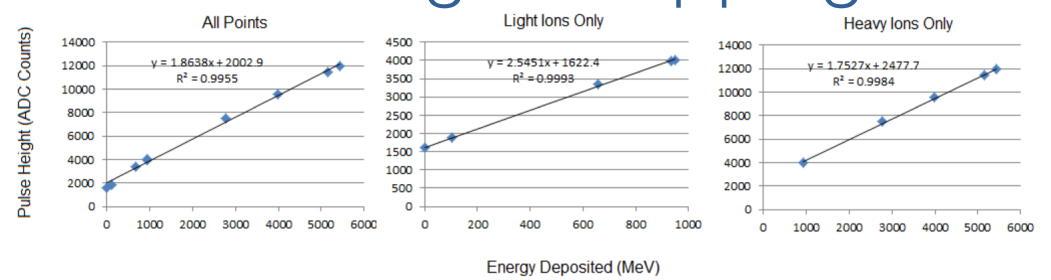 All Points
Light Ions Only
Heavy Ions Only
Pulse Height (ADC Counts)
14000
12000
10000
8000
6000
4000
2000
0
y = 1.8638x + 2002.9
R² = 0.9955
0 1000 2000 3000 4000 5000 6000
4500
4000
3500
3000
2500
2000
1500
1000
500
0
y = 2.5451x + 1622.4
R² = 0.9993
0 200 400 600 800 1000
14000
12000
10000
8000
6000
4000
2000
0
y = 1.7527x + 2477.7
R² = 0.9984
0 1000 2000 3000 4000 5000 6000
Energy Deposited (MeV)